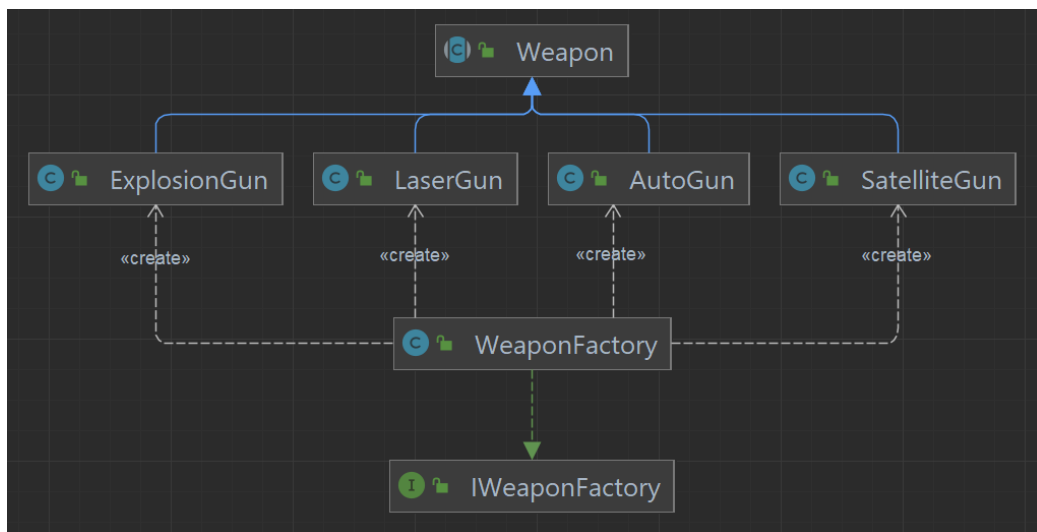 C Weapon
C ExplosionGun C LaserGun C AutoGun C SatelliteGun
«create» «create» «create» «create»
C WeaponFactory
I IWeaponFactory